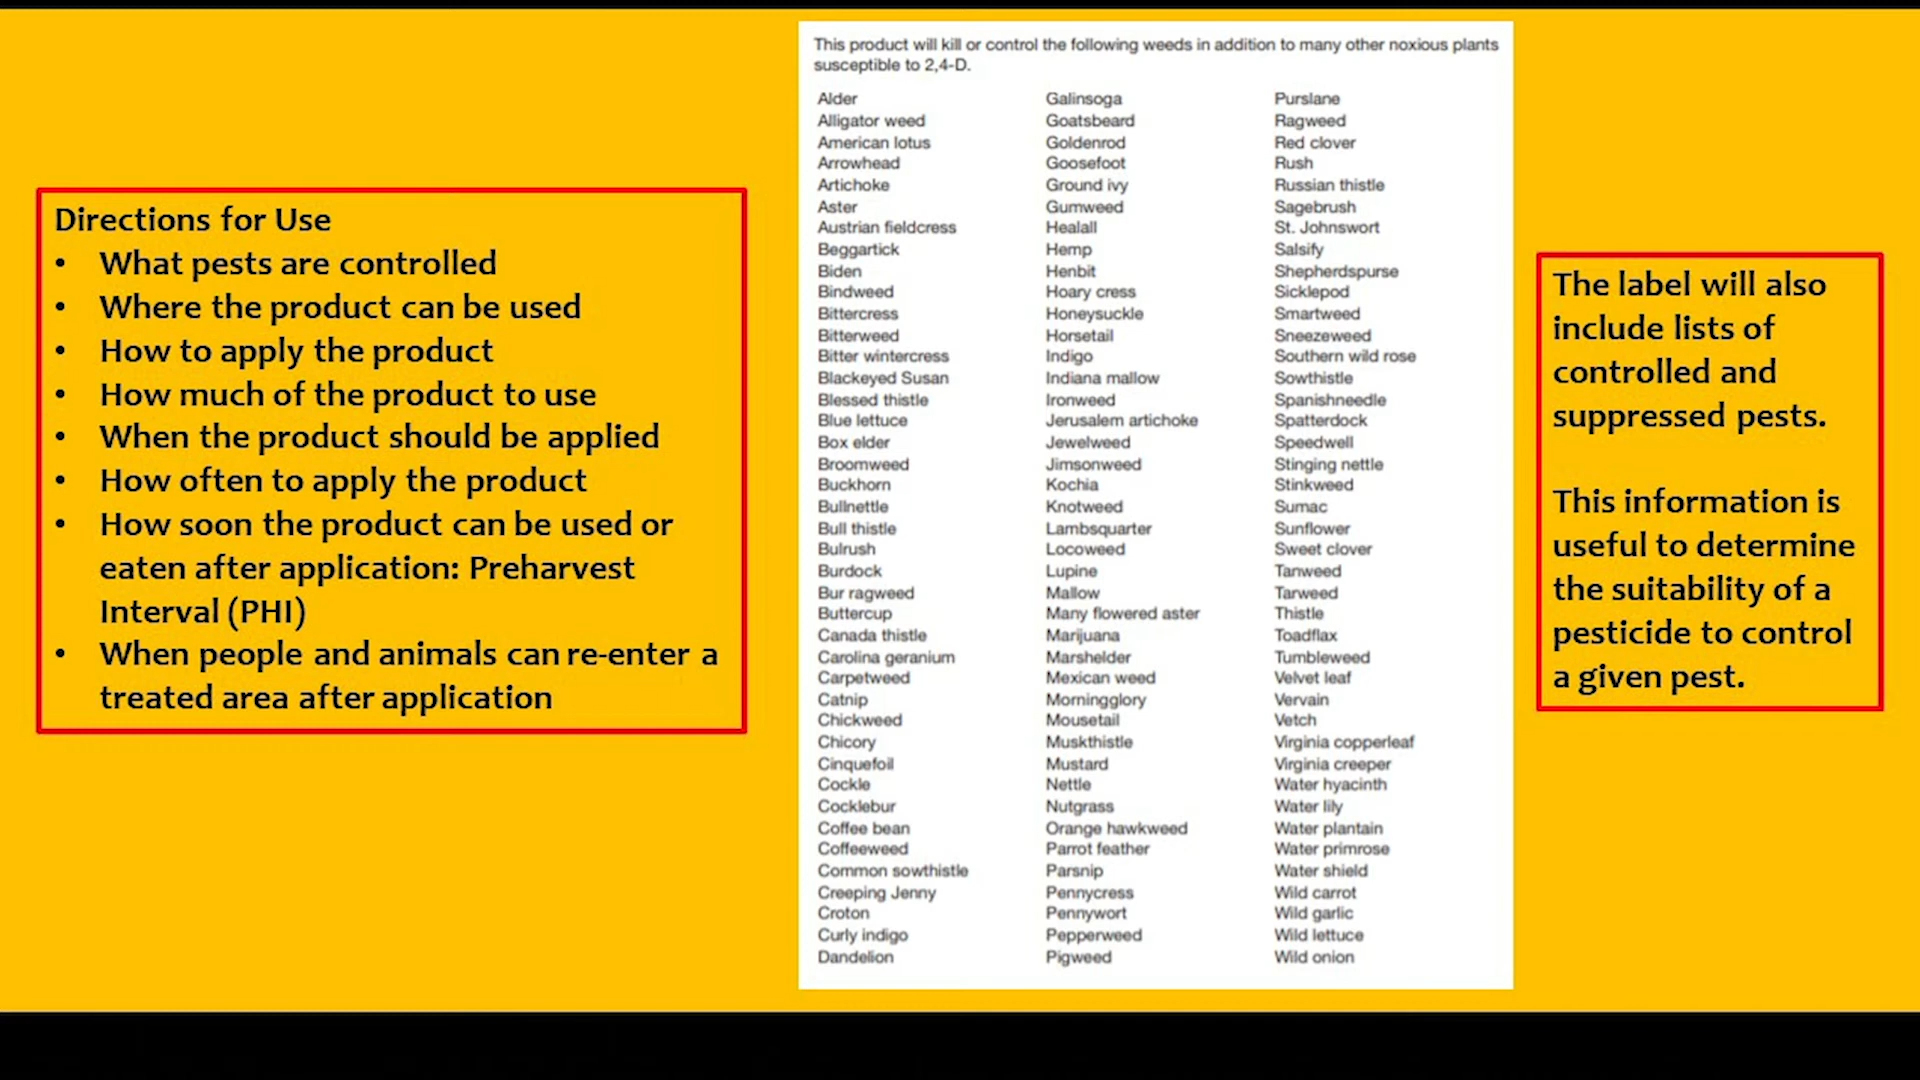 Directions for Use
• What pests are controlled
• Where the product can be used
• How to apply the product
• How much of the product to use
• When the product should be applied
• How often to apply the product
• How soon the product can be used or
eaten after application: Preharvest
Interval (PHI)
• When people and animals can re-enter a
treated area after application
This product will kill or control the following weeds in addition to many other noxious plants
susceptible to 2,4-D.
Alder
Alligator weed
American lotus
Arrowhead
Artichoke
Aster
Austrian fieldcress
Beggartick
Biden
Bindweed
Bittercress
Bitterweed
Bitter wintercress
Blackeyed Susan
Blessed thistle
Blue lettuce
Box elder
Broomweed
Buckhorn
Bullnettle
Bull thistle
Bulrush
Burdock
Bur ragweed
Buttercup
Canada thistle
Carolina geranium
Carpetweed
Catnip
Chickweed
Chicory
Cinquefoil
Cockle
Cocklebur
Coffee bean
Coffeeweed
Common sowthistle
Creeping Jenny
Croton
Curly indigo
Dandelion
Galinsoga
Goatsbeard
Goldenrod
Goosefoot
Ground ivy
Gumweed
Healall
Hemp
Henbit
Hoary cress
Honeysuckle
Horsetail
Indigo
Indiana mallow
Ironweed
Jerusalem artichoke
Jewelweed
Jimsonweed
Kochia
Knotweed
Lambsquarter
Locoweed
Lupine
Mallow
Many flowered aster
Marijuana
Marshelder
Mexican weed
Morningglory
Mousetail
Muskthistle
Mustard
Nettle
Nutgrass
Orange hawkweed
Parrot feather
Parsnip
Pennycress
Pennywort
Pepperweed
Pigweed
Purslane
Ragweed
Red clover
Rush
Russian thistle
Sagebrush
St. Johnswort
Salsify
Shepherdspurse
Sicklepod
Smartweed
Sneezeweed
Southern wild rose
Sowthistle
Spanishneedle
Spatterdock
Speedwell
Stinging nettle
Stinkweed
Sumac
Sunflower
Sweet clover
Tanweed
Tarweed
Thistle
Toadflax
Tumbleweed
Velvet leaf
Vervain
Vetch
Virginia copperleaf
Virginia creeper
Water hyacinth
Water lily
Water plantain
Water primrose
Water shield
Wild carrot
Wild garlic
Wild lettuce
Wild onion
The label will also
include lists of
controlled and
suppressed pests.
This information is
useful to determine
the suitability of a
pesticide to control
a given pest.